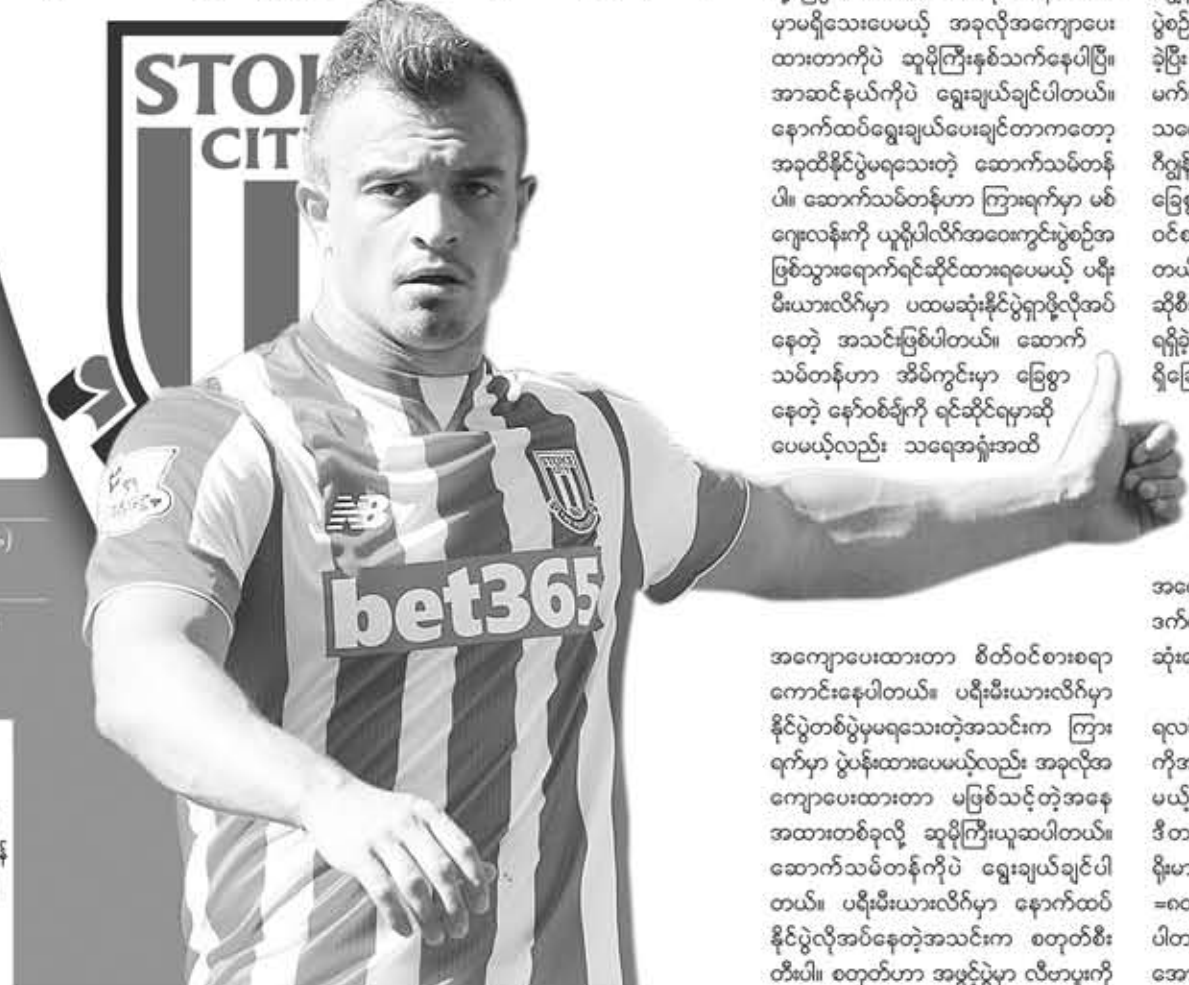 STOKE
CITY
NB
bet365
မှာမရှိသေးပေမယ့် အခုလိုအကျောပေး
ထားတာကိုပဲ ဆူမိုကြီးနှစ်သက်နေပါပြီ။
အာဆင်နယ်ကိုပဲ ရွေးချယ်ချင်ပါတယ်။
နောက်ထပ်ရွေးချယ်ပေးချင်တာကတော့
အခုထိနိုင်ပွဲမရသေးတဲ့ ဆောက်သမ်တန်
ပါ။ ဆောက်သမ်တန်ဟာ ကြားရက်မှာ မစ်
ဂျေးလန်းကို ယူရိုပါလိဂ်အဝေးကွင်းပွဲစဉ်အ
ဖြစ်သွားရောက်ရင်ဆိုင်ထားရပေမယ့် ပရီး
မီးယားလိဂ်မှာ ပထမဆုံးနိုင်ပွဲရှာဖို့လိုအပ်
နေတဲ့ အသင်းဖြစ်ပါတယ်။ ဆောက်
သမ်တန်ဟာ အိမ်ကွင်းမှာ ခြေစွာ
နေတဲ့ နော်ဝစ်ချ်ကို ရင်ဆိုင်ရမှာဆို
ပေမယ့်လည်း သရေအရှုံးအထိ
အကျောပေးထားတာ စိတ်ဝင်စားစရာ
ကောင်းနေပါတယ်။ ပရီးမီးယားလိဂ်မှာ
နိုင်ပွဲတစ်ပွဲမှမရသေးတဲ့အသင်းက ကြား
ရက်မှာ ပွဲပန်းထားပေမယ့်လည်း အခုလိုအ
ကျောပေးထားတာ မဖြစ်သင့်တဲ့အနေ
အထားတစ်ခုလို့ ဆူမိုကြီးယူဆပါတယ်။
ဆောက်သမ်တန်ကိုပဲ ရွေးချယ်ချင်ပါ
တယ်။ ပရီးမီးယားလိဂ်မှာ နောက်ထပ်
နိုင်ပွဲလိုအပ်နေတဲ့အသင်းက စတုတ်စီး
တီးပါ။ စတုတ်ဟာ အဖွင့်ပွဲမှာ လီဗာပူးကို